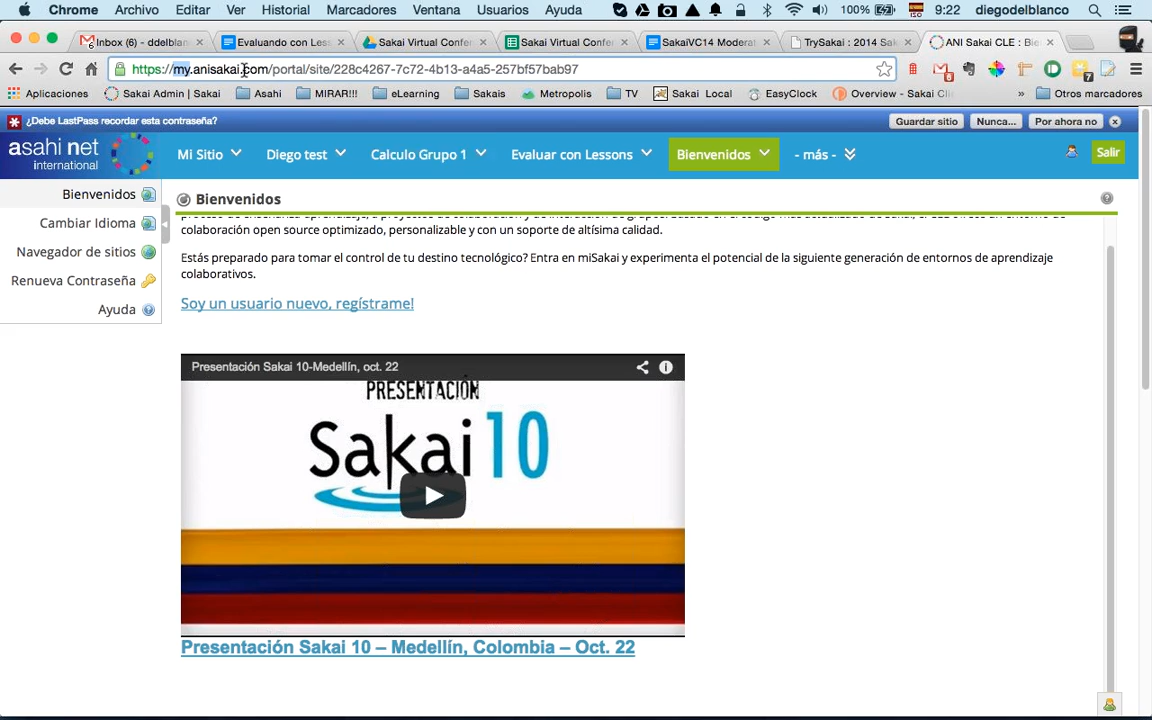 Chrome Archivo Editar Ver Historial Marcadores Ventana Usuarios Ayuda 100% ISO 9:22 diegodelblanco
Inbox (6) - ddelblan Evaluando con Less Sakai Virtual Confer Sakai Virtual Confer SakaiVC14 Moderat TrySakai : 2014 Sak ANI Sakai CLE : Bie
https://my.anisakai.com/portal/site/228c4267-7c72-4b13-a4a5-257bf57bab97
Aplicaciones Sakai Admin | Sakai Asahi MIRAR!!! eLearning Sakais Metropolis TV Sakai Local EasyClock Overview - Sakai CLE » Otros marcadores
¿Debe LastPass recordar esta contraseña? Guardar sitio Nunca... Por ahora no
asahi net
international
Mi Sitio Diego test Calculo Grupo 1 Evaluar con Lessons Bienvenidos - más - Salir
Bienvenidos
Cambiar Idioma
Navegador de sitios
Renueva Contraseña
Ayuda
Bienvenidos
colaboración open source optimizado, personalizable y con un soporte de altísima calidad.
Estás preparado para tomar el control de tu destino tecnológico? Entra en miSakai y experimenta el potencial de la siguiente generación de entornos de aprendizaje
colaborativos.
Soy un usuario nuevo, regístrame!
Presentación Sakai 10-Medellín, oct. 22
PRESENTACIÓN
Sakai 10
Presentación Sakai 10 – Medellín, Colombia – Oct. 22